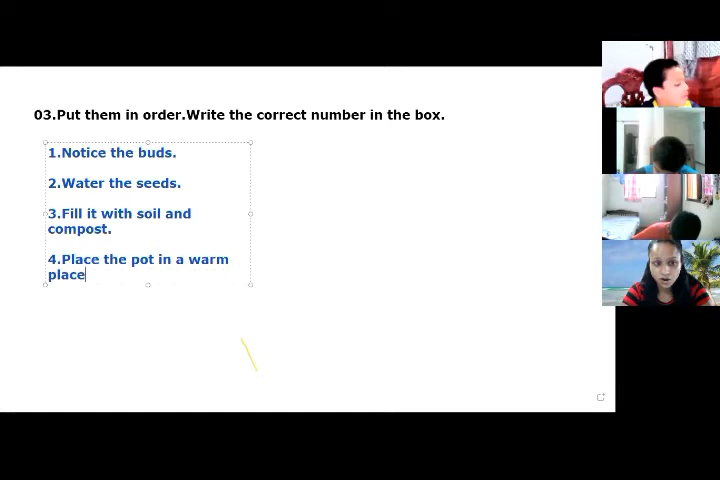 03.Put them in order.Write the correct number in the box.
1.Notice the buds.
2.Water the seeds.
3.Fill it with soil and
compost.
4.Place the pot in a warm
place